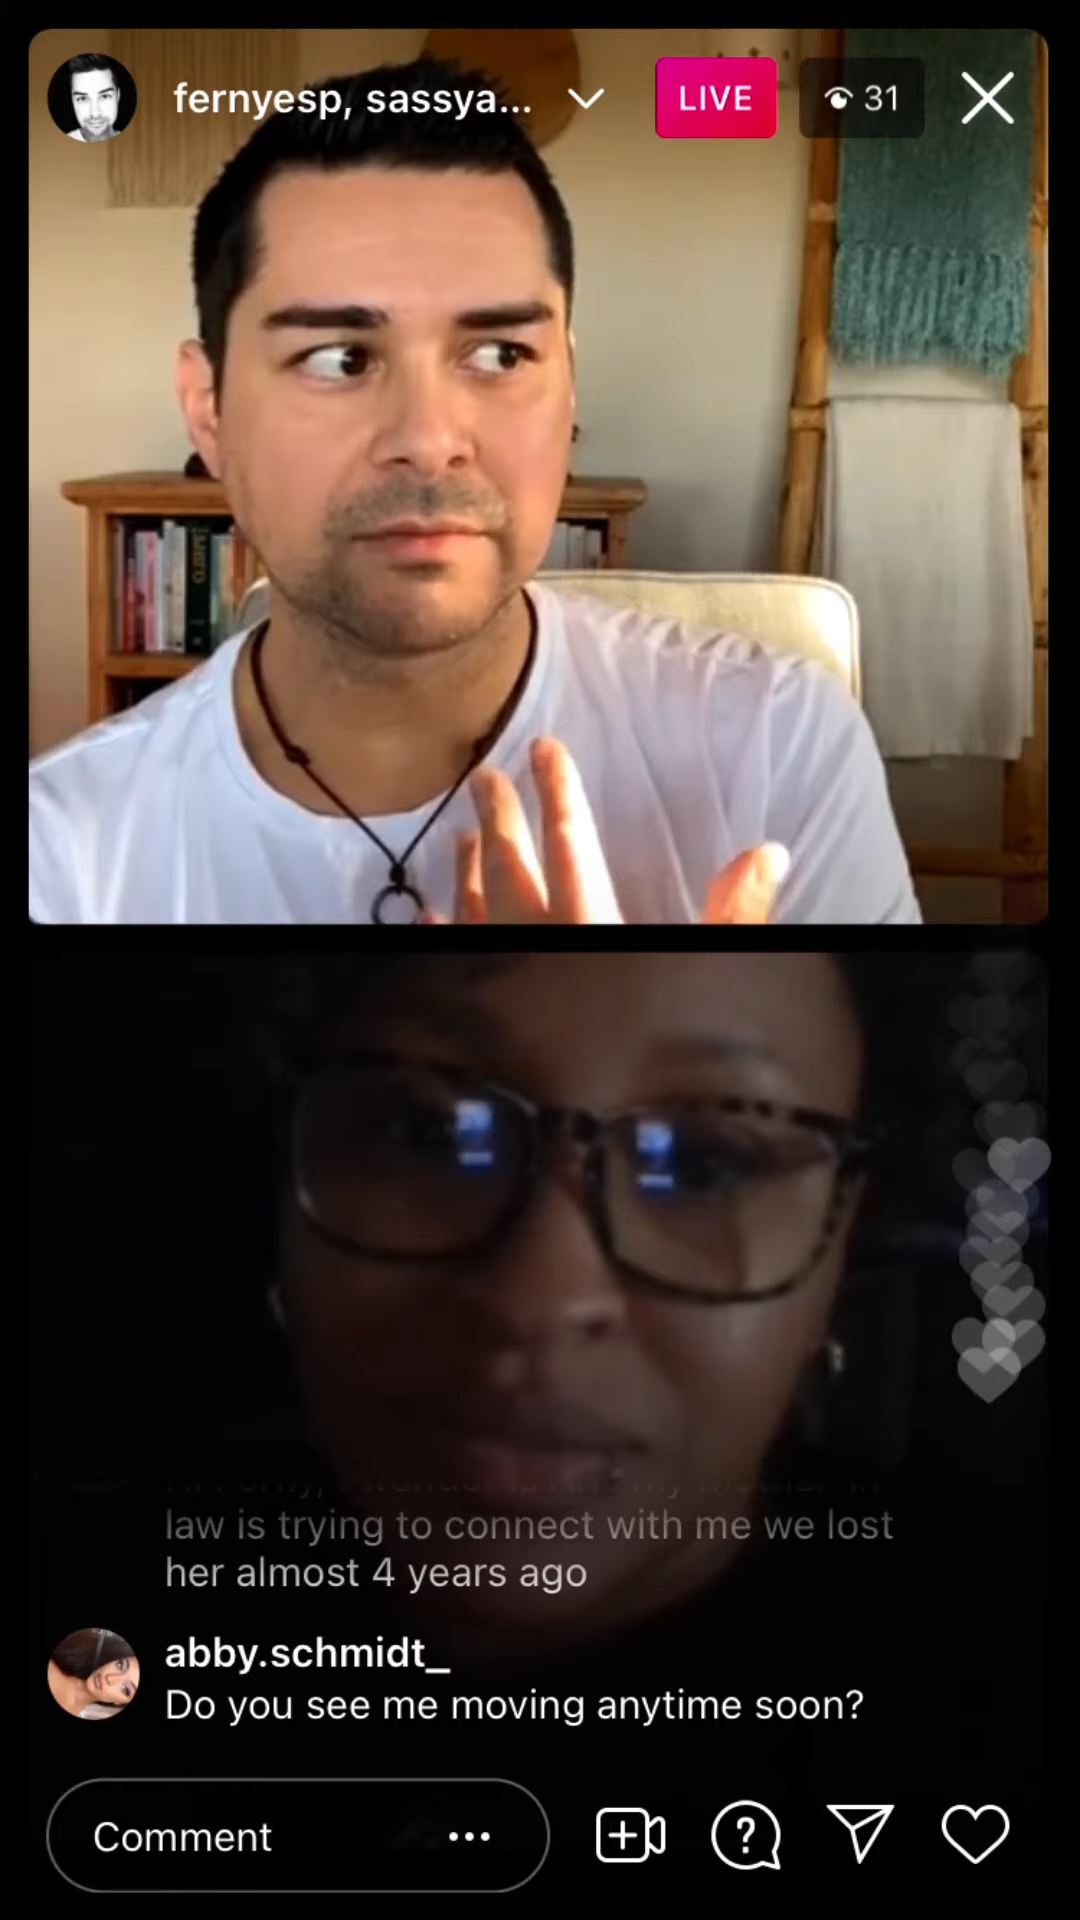 fernyesp, sassya...
LIVE
31
law is trying to connect with me we lost
her almost 4 years ago
abby.schmidt_
Do you see me moving anytime soon?
Comment